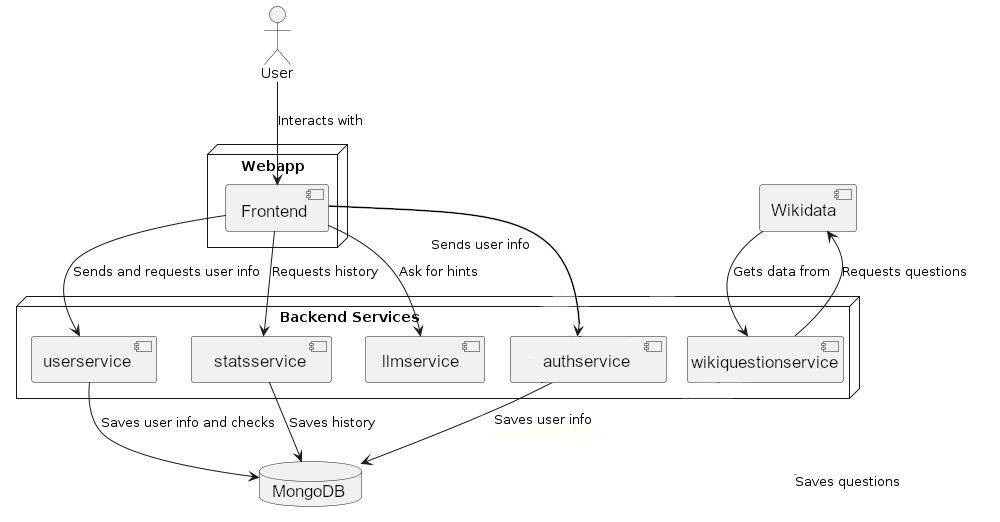 User
Interacts with
Webapp
Frontend
Wikidata
Sends user info
Sends and requests user info
Requests history
Ask for hints
Gets data from
Requests questions
Backend Services
userservice
statsservice
llmservice
authservice
wikiquestionservice
Saves user info and checks
Saves history
Saves user info
Saves questions
MongoDB